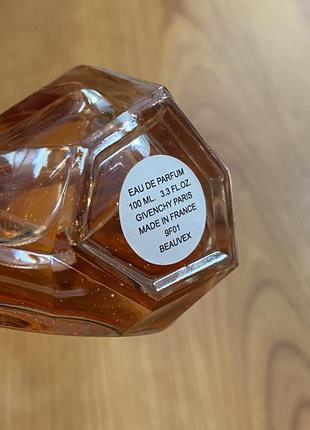 EAU DE PARFUM
100 ML. 3.3 FL.OZ.
GIVENCHY PARIS
MADE IN FRANCE
9F01
BEAUVEX